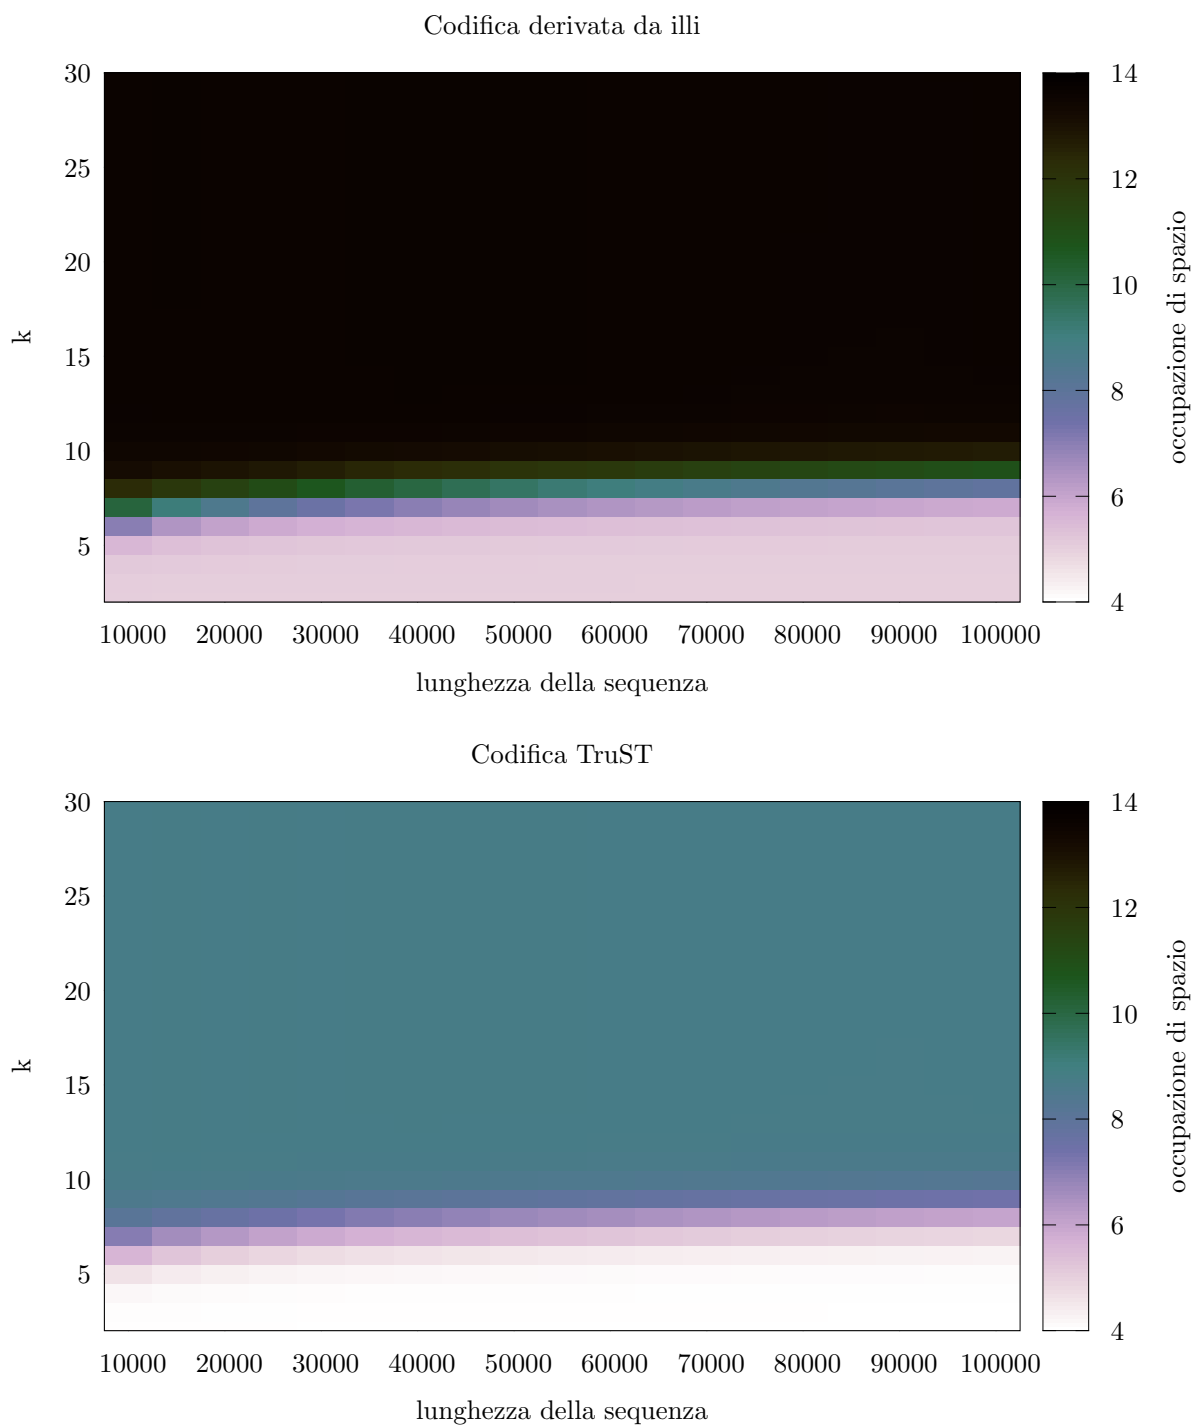 Codifica derivata da illi
30
25
20
15
10
5
k
10000 20000 30000 40000 50000 60000 70000 80000 90000 100000
lunghezza della sequenza
14
12
10
8
6
4
occupazione di spazio
Codifica TruST
30
25
20
15
10
5
k
10000 20000 30000 40000 50000 60000 70000 80000 90000 100000
lunghezza della sequenza
14
12
10
8
6
4
occupazione di spazio